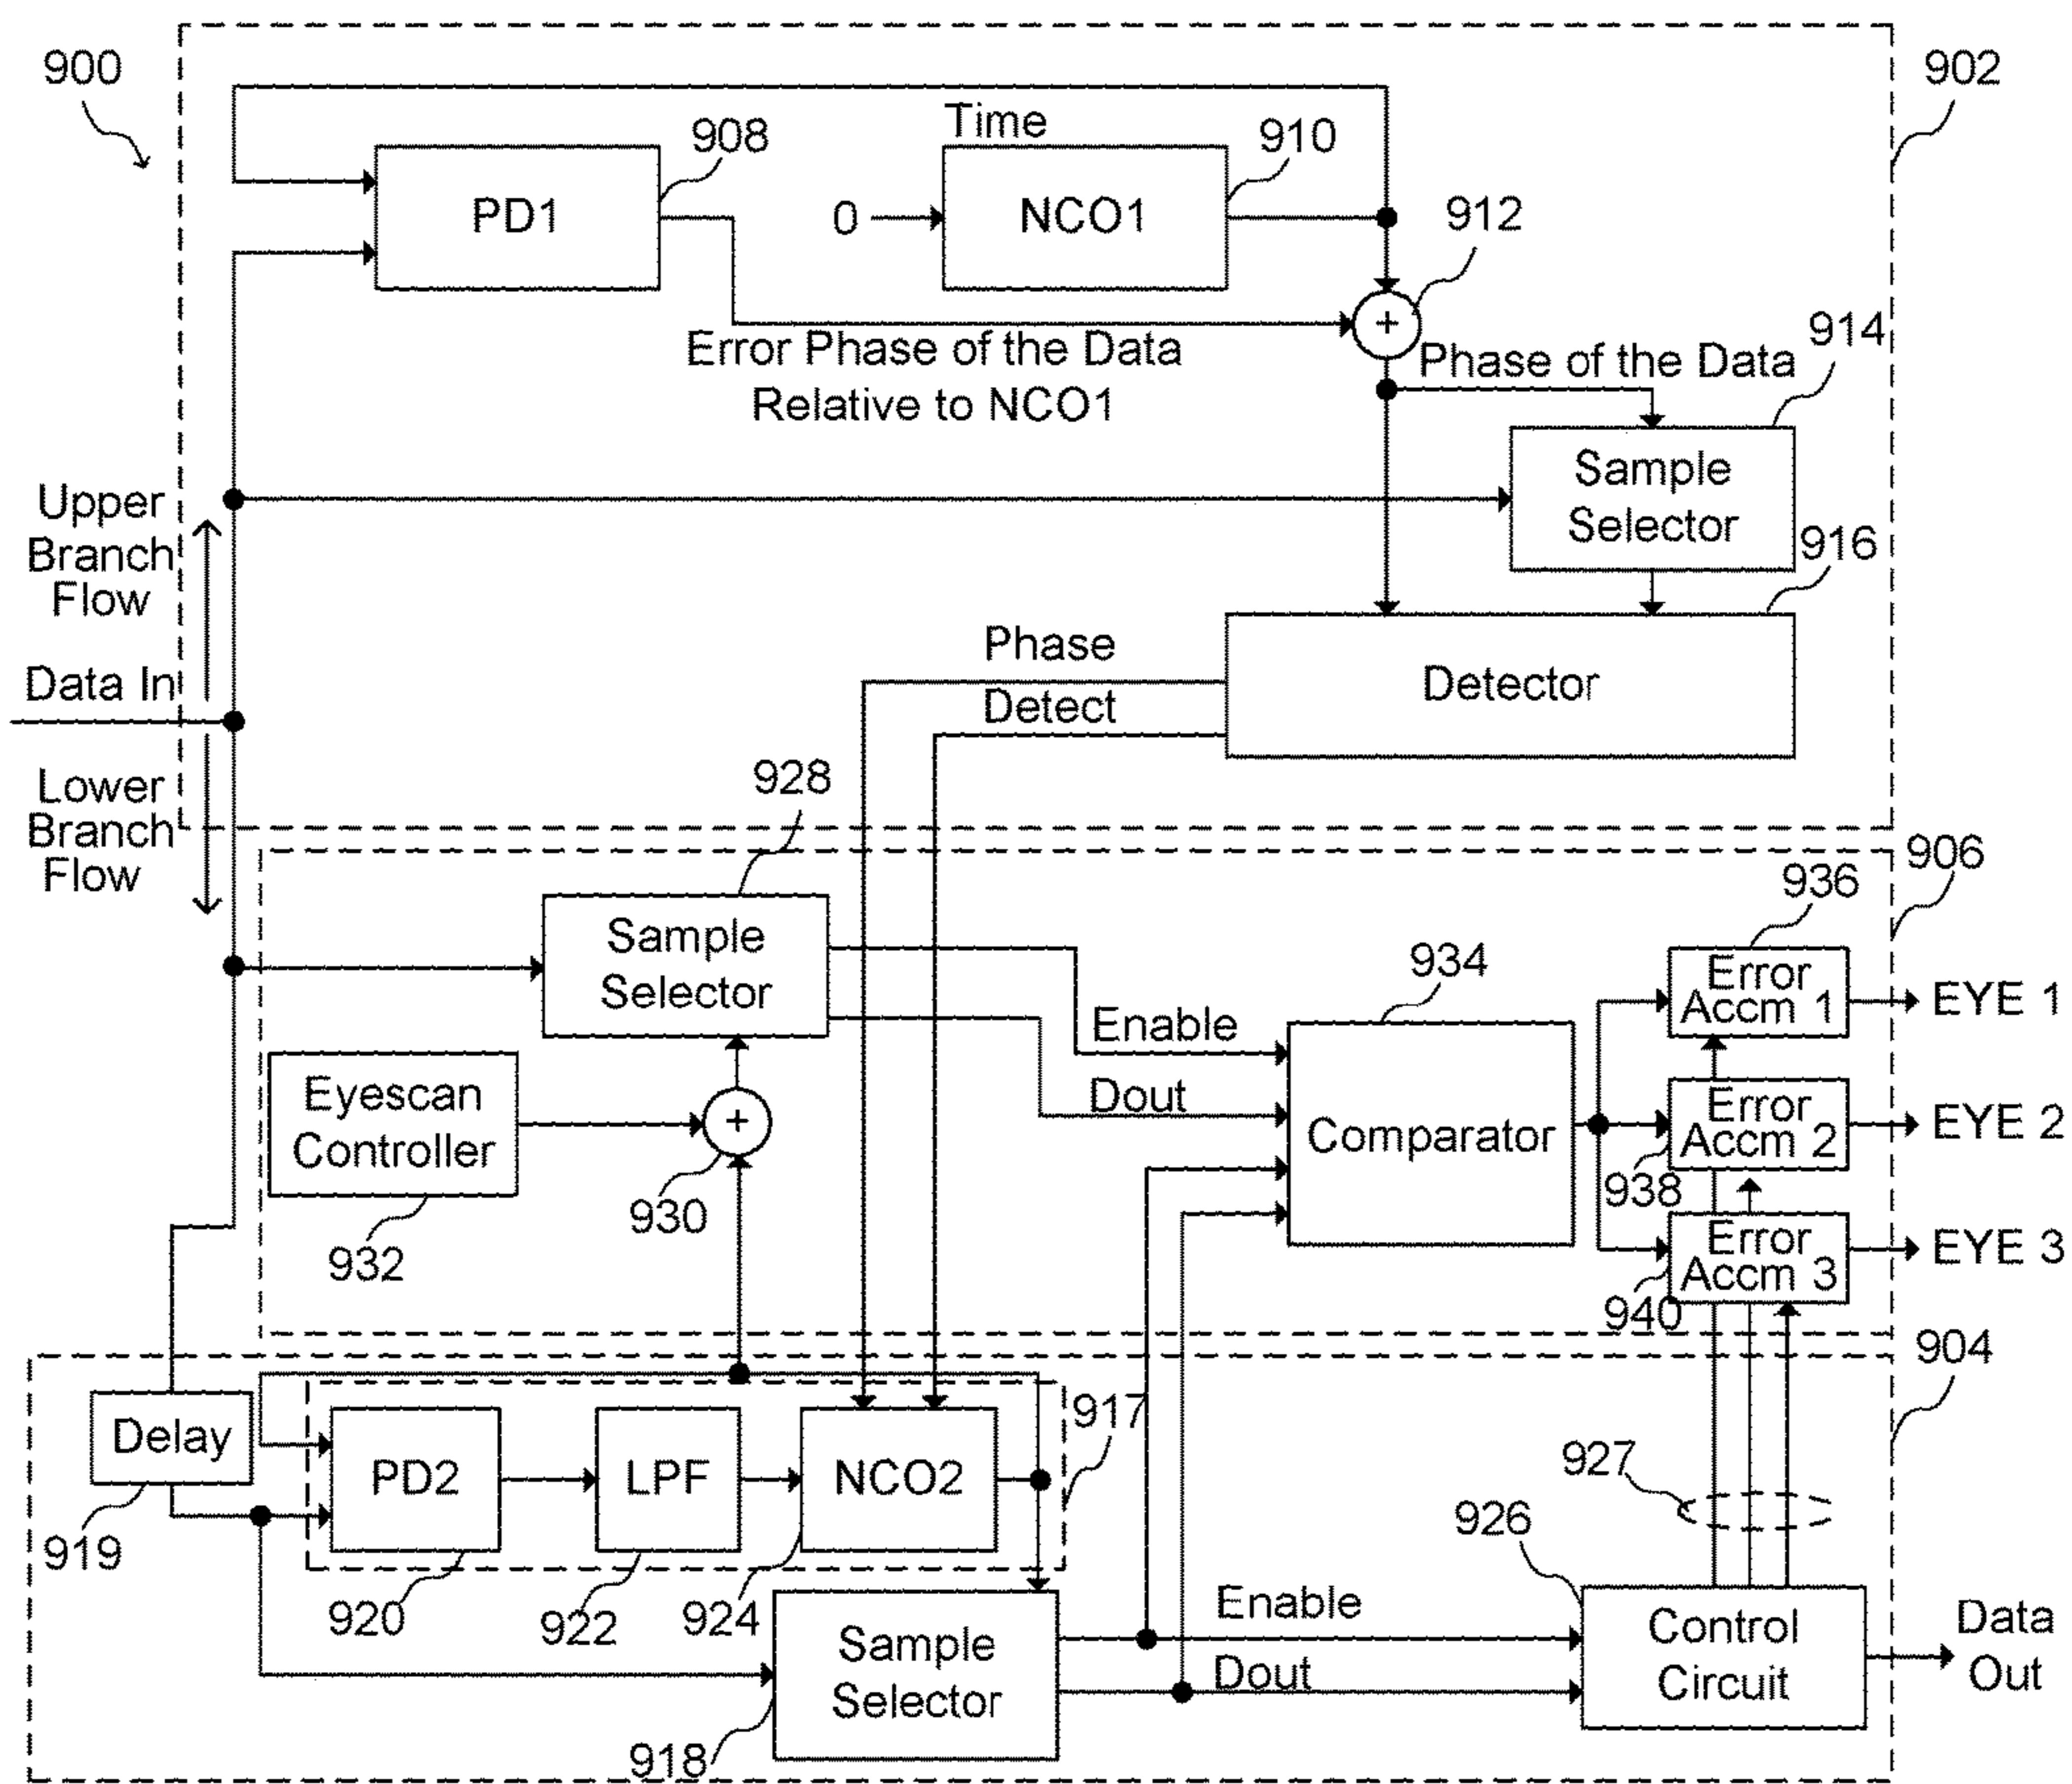 900
902
Time
908
910
PD1
0
NCO1
912
Error Phase of the Data
Relative to NCO1
Phase of the Data
914
Sample
Selector
916
Upper
Branch
Flow
Data In
Phase
Detect
Detector
Lower
Branch
Flow
928
906
936
Sample
Selector
934
Error
Accm 1
EYE 1
Enable
Eyescan
Controller
+
Dout
Comparator
Error
Accm 2
EYE 2
938
930
932
Error
Accm 3
EYE 3
940
904
Delay
917
PD2
LPF
NCO2
927
926
919
920
922
924
Enable
Sample
Selector
Dout
Control
Circuit
Data
Out
918
+